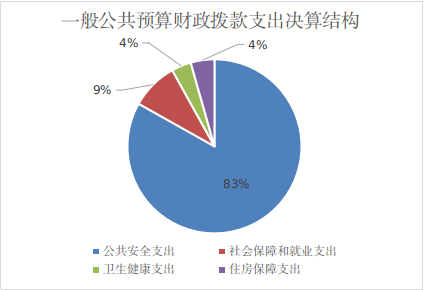 一般公共预算财政拨款支出决算结构
4%
4%
9%
83%
公共安全支出
社会保障和就业支出
卫生健康支出
住房保障支出